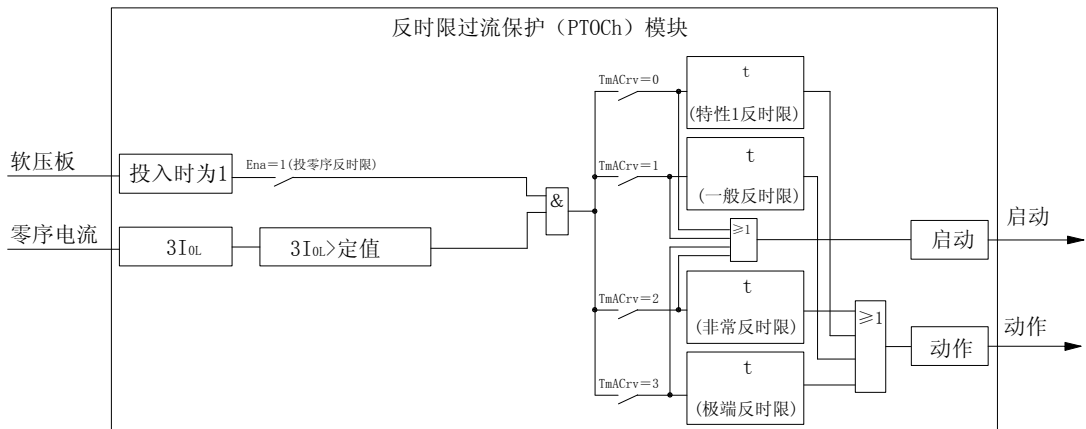 反时限过流保护（PTOCh）模块
TmACrv=0
t
(特性1反时限)
软压板
投入时为1
Ena=1(投零序反时限)
TmACrv=1
t
(一般反时限)
&
≥1
启动
启动
零序电流
3I0L
3I0L>定值
TmACrv=2
t
(非常反时限)
≥1
动作
动作
TmACrv=3
t
(极端反时限)